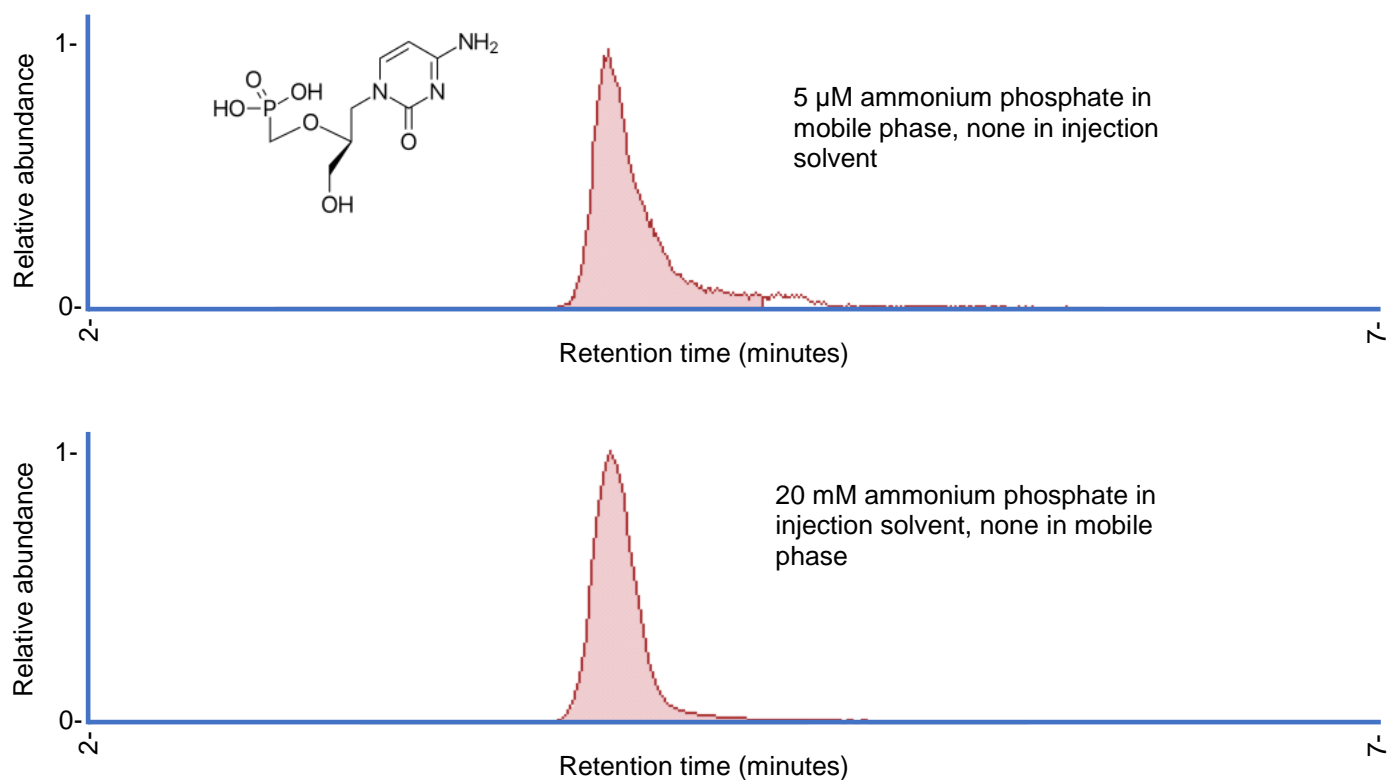 1-
Relative abundance
0-
NH2
O
HO
P
OH
O
N
N
O
OH
5 µM ammonium phosphate in
mobile phase, none in injection
solvent
2-
7-
Retention time (minutes)
1-
Relative abundance
0-
20 mM ammonium phosphate in
injection solvent, none in mobile
phase
2-
7-
Retention time (minutes)